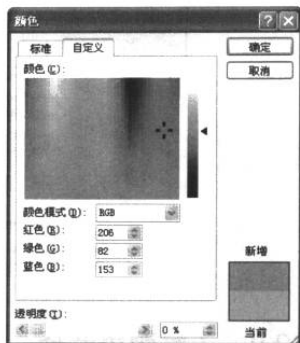 颜色
标准 自定义
确定
取消
颜色(C):
颜色模式(D): RGB
红色(R) 206
绿色(G): 82
蓝色(B): 153
新增
透明度(T):
0 %
当前